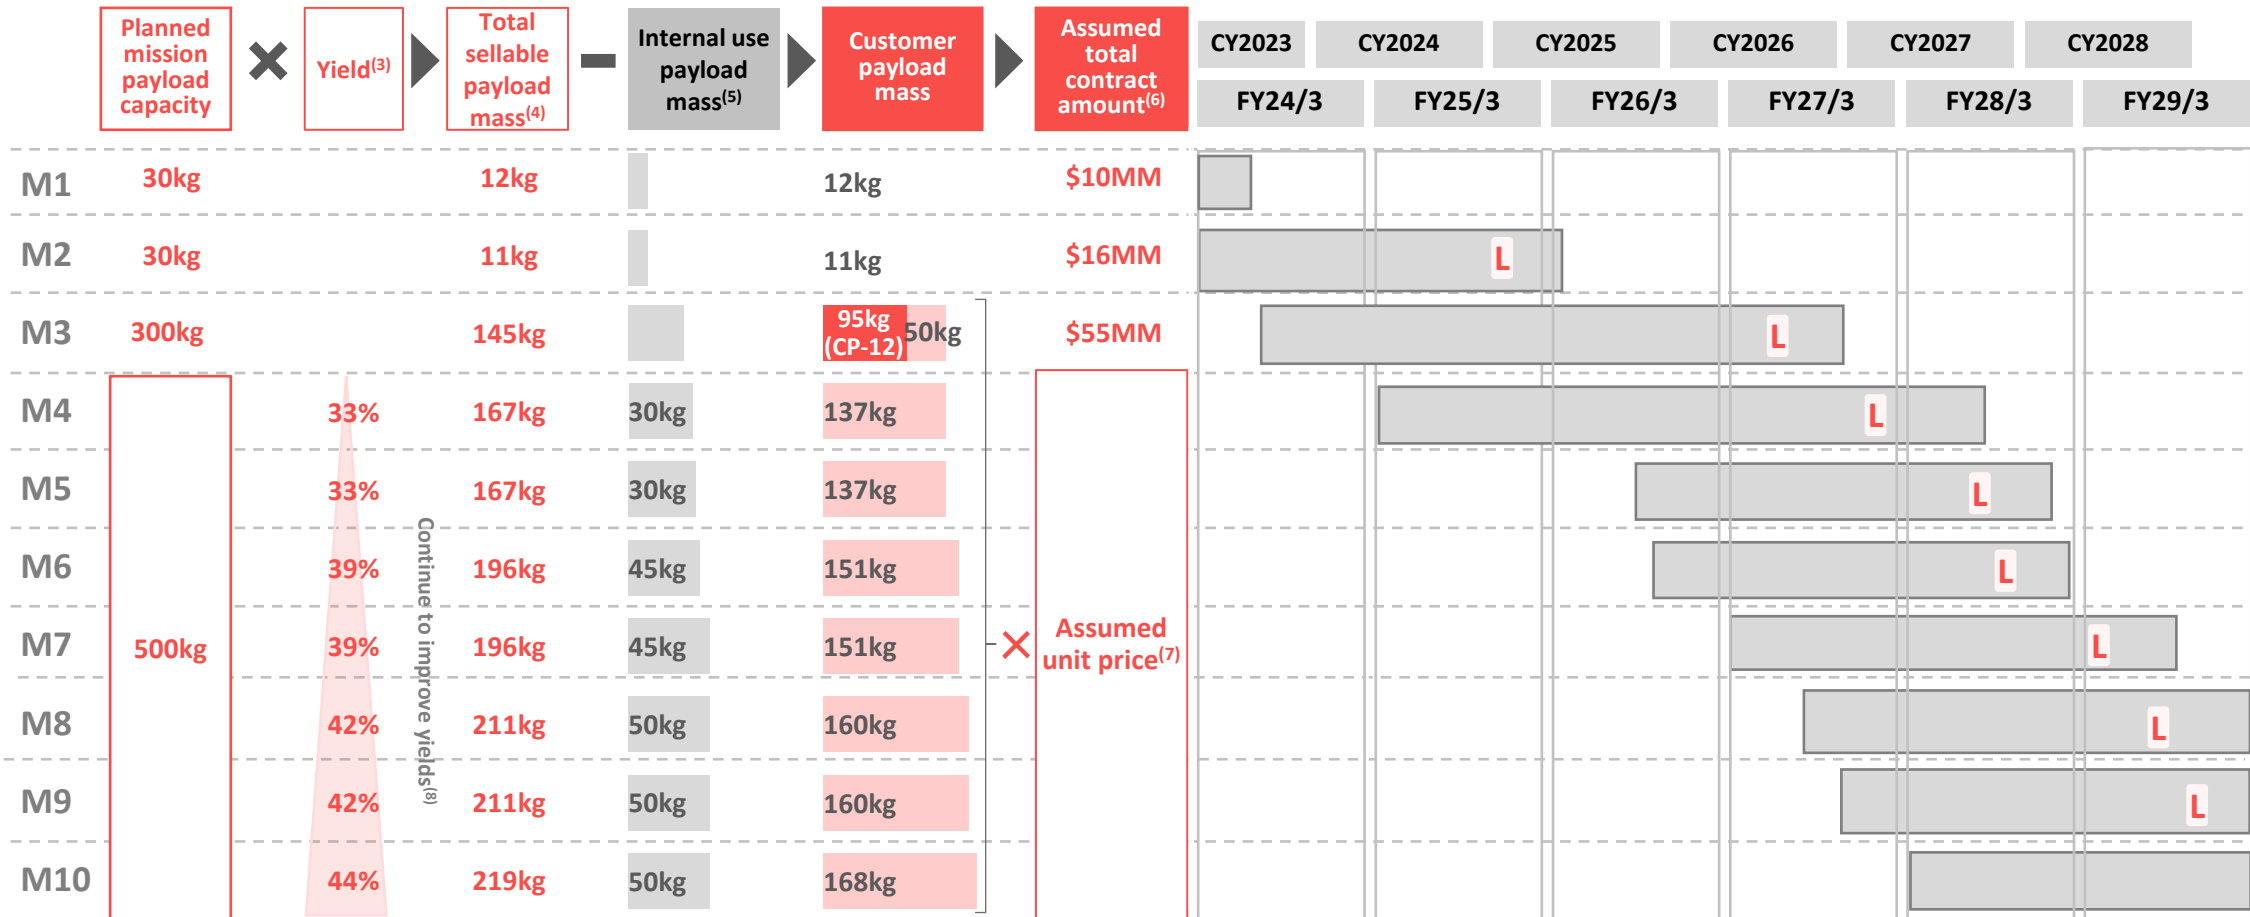 Planned
mission
payload
capacity
Yield(3)
Total
sellable
payload
mass(4)
Internal use
payload
mass(5)
Customer
payload
mass
Assumed
total
contract
amount(6)
CY2023 CY2024 CY2025 CY2026 CY2027 CY2028
FY24/3 FY25/3 FY26/3 FY27/3 FY28/3 FY29/3
M1 30kg 12kg 12kg $10MM
M2 30kg 11kg 11kg $16MM L
M3 300kg 145kg 95kg (CP-12) 50kg $55MM L
M4 33% 167kg 30kg 137kg L
M5 33% 167kg 30kg 137kg L
M6 39% 196kg 45kg 151kg L
M7 500kg 39% 196kg 45kg 151kg L
Assumed
unit price(7)
M8 42% 211kg 50kg 160kg L
M9 42% 211kg 50kg 160kg L
M10 44% 219kg 50kg 168kg
Continue to improve yields(8)